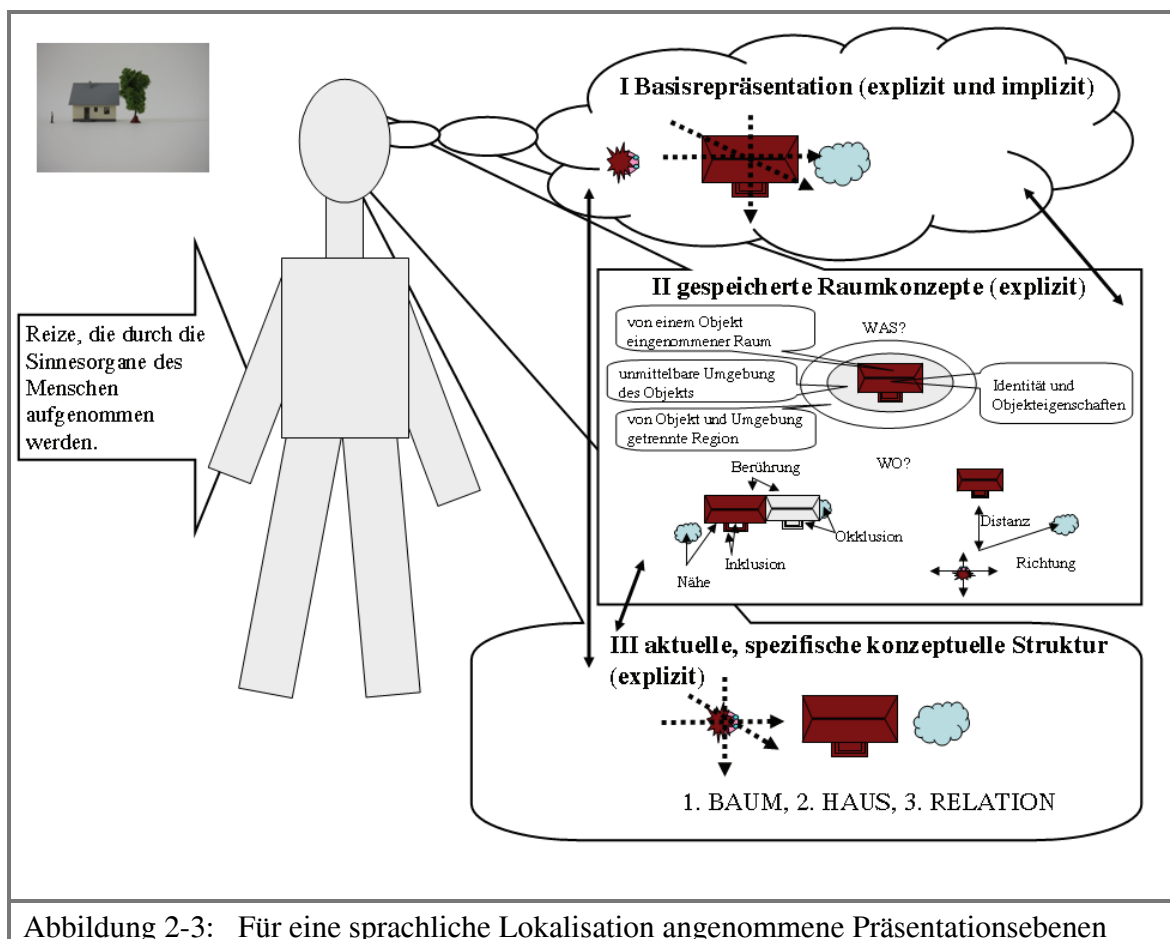 I Basisrepräsentation (explizit und implizit)
II gespeicherte Raumkonzepte (explizit)
von einem Objekt
eingenommener Raum
WAS?
unmittelbare Umgebung
des Objekts
Identität und
Objekteigenschaften
von Objekt und Umgebung
getrennte Region
Reize, die durch die
Sinnesorgane des
Menschen
aufgenommen
werden.
WO?
Berührung
Distanz
Okklusion
Inklusion
Richtung
Nähe
III aktuelle, spezifische konzeptuelle Struktur
(explizit)
1. BAUM, 2. HAUS, 3. RELATION
Abbildung 2-3: Für eine sprachliche Lokalisation angenommene Präsentationsebenen